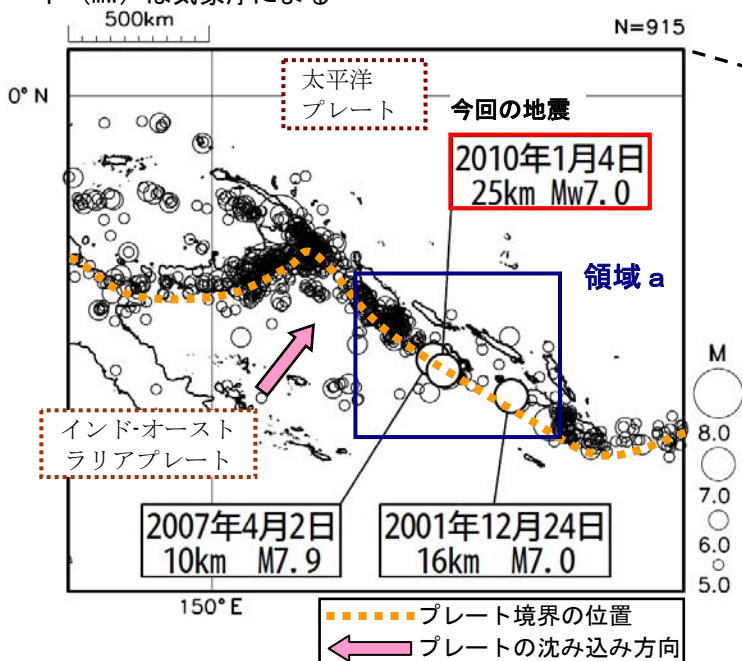 500km
N=915
0°N
太平洋
プレート
今回の地震
2010年1月4日
25km Mw7.0
領域a
M
インド-オースト
ラリアプレート
8.0
7.0
6.0
5.0
2007年4月2日
10km M7.9
2001年12月24日
16km M7.0
150°E
プレート境界の位置
プレートの沈み込み方向